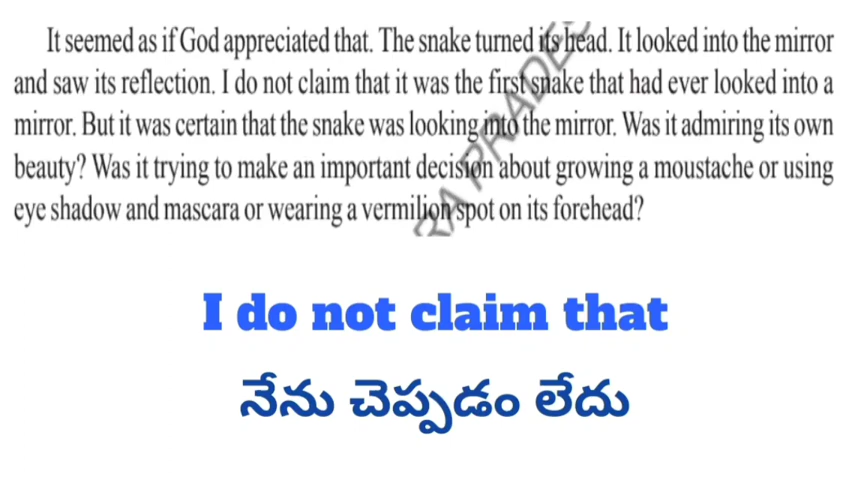 It seemed as if God appreciated that. The snake turned its head. It looked into the mirror
and saw its reflection. I do not claim that it was the first snake that had ever looked into a
mirror. But it was certain that the snake was looking into the mirror. Was it admiring its own
beauty? Was it trying to make an important decision about growing a moustache or using
eye shadow and mascara or wearing a vermilion spot on its forehead?
I do not claim that
నేను చెప్పడం లేదు